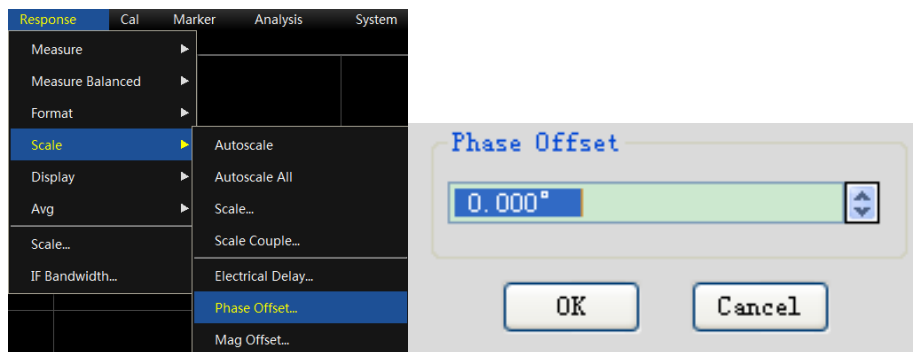 Response Cal Marker Analysis System
Measure
Measure Balanced
Format
Scale
Display
Avg
Scale...
IF Bandwidth...
Autoscale
Autoscale All
Scale...
Scale Couple...
Electrical Delay...
Phase Offset...
Mag Offset...
Phase Offset
0.000°
OK Cancel